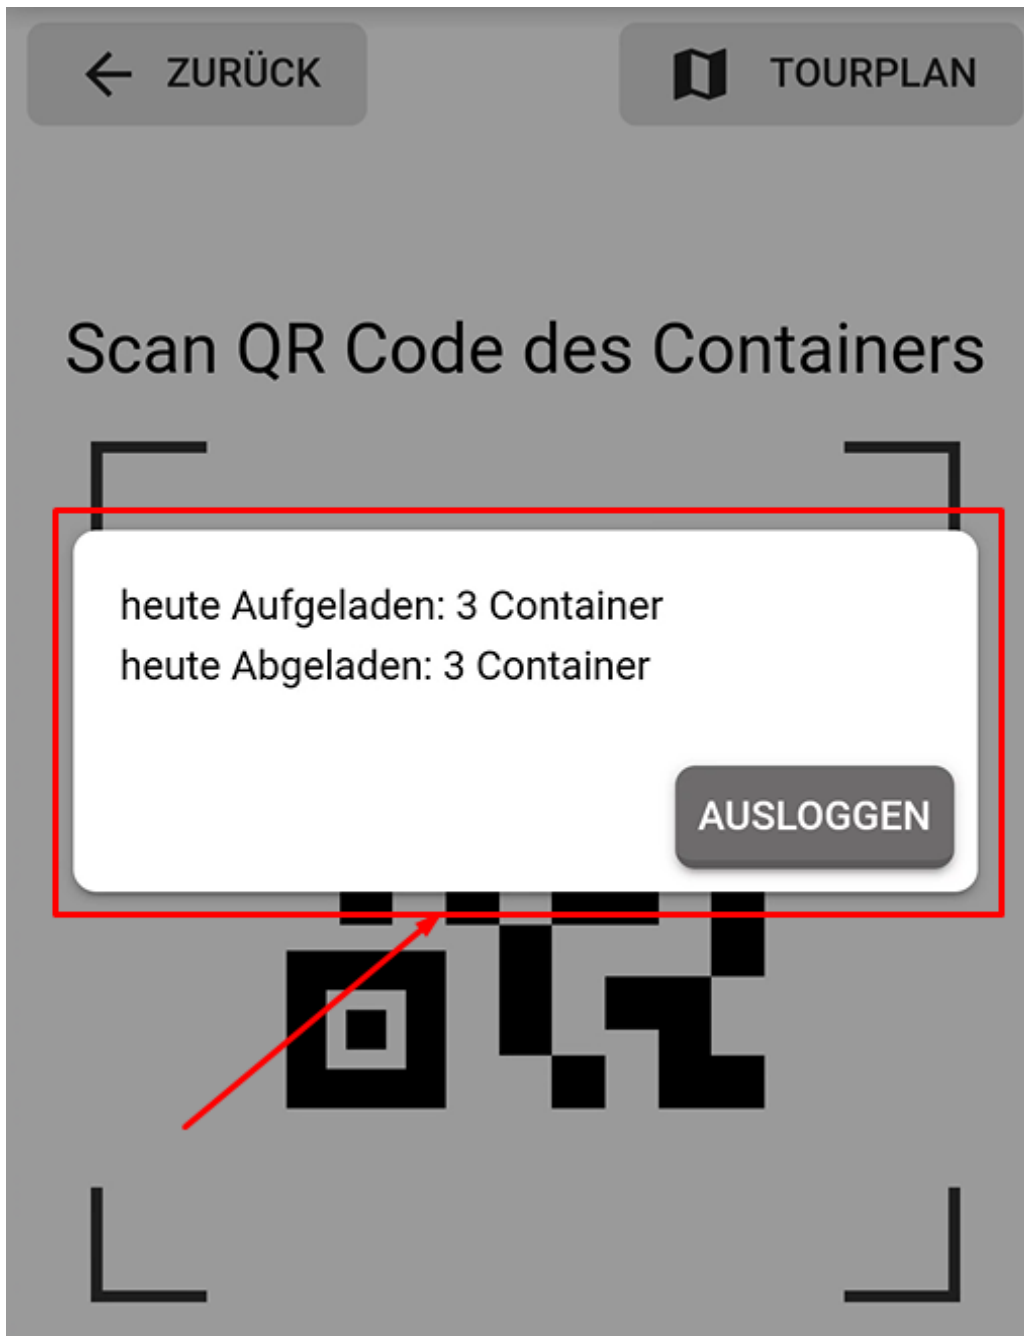 ZURÜCK
TOURPLAN
Scan QR Code des Containers
heute Aufgeladen: 3 Container
heute Abgeladen: 3 Container
AUSLOGGEN